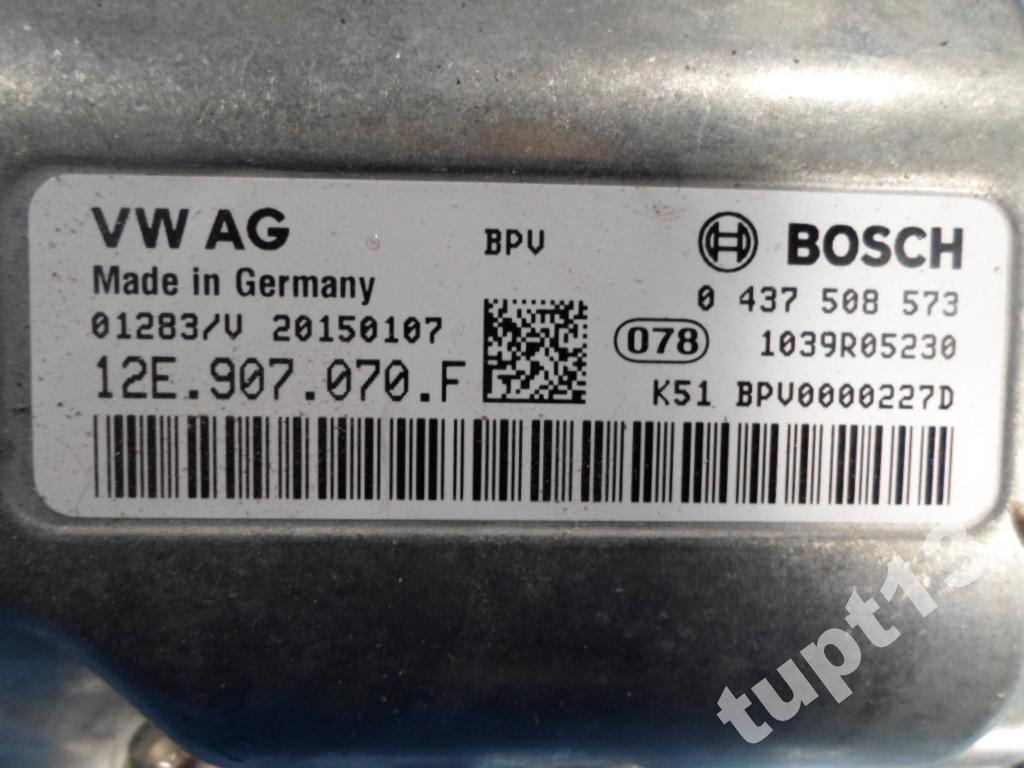 VW AG
BPV
BOSCH
Made in Germany
0 437 508 573
01283/V 20150107
078
1039R05230
12E.907.070.F
K51 BPV0000227D
tupt13